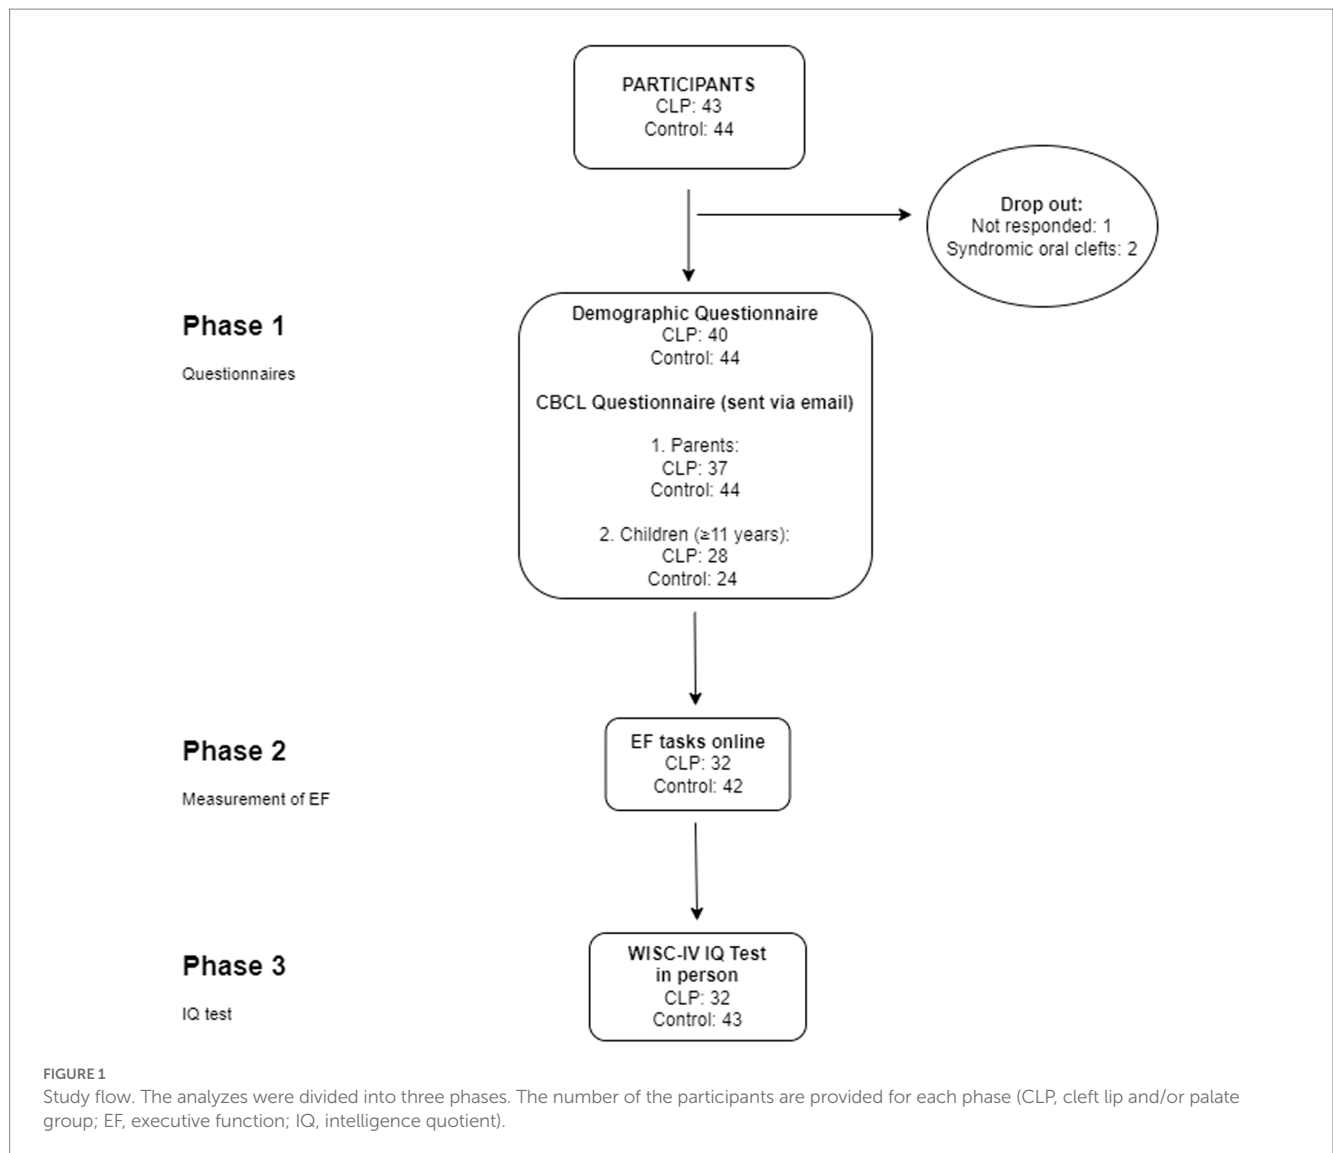 PARTICIPANTS
CLP: 43
Control: 44
Drop out:
Not responded: 1
Syndromic oral clefts: 2
Phase 1
Questionnaires
Demographic Questionnaire
CLP: 40
Control: 44
CBCL Questionnaire (sent via email)
1. Parents:
CLP: 37
Control: 44
2. Children (≥11 years):
CLP: 28
Control: 24
Phase 2
Measurement of EF
EF tasks online
CLP: 32
Control: 42
Phase 3
IQ test
WISC-IV IQ Test
in person
CLP: 32
Control: 43
FIGURE 1
Study flow. The analyzes were divided into three phases. The number of the participants are provided for each phase (CLP, cleft lip and/or palate
group; EF, executive function; IQ, intelligence quotient).